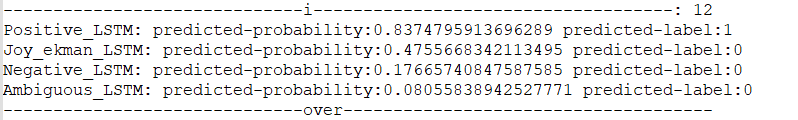 ------------------------------i------------------------------------: 12
Positive_LSTM: predicted-probability:0.8374795913696289 predicted-label:1
Joy_ekman_LSTM: predicted-probability:0.4755668342113495 predicted-label:0
Negative_LSTM: predicted-probability:0.17665740847587585 predicted-label:0
Ambiguous_LSTM: predicted-probability:0.08055838942527771 predicted-label:0
------------------------------over-------------------------------------